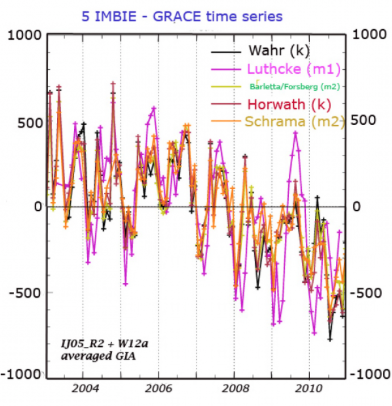 5 IMBIE - GRACE time series
1000
1000
Wahr (k)
Luthcke (m1)
Barletta/Forsberg (m2)
Horwath (k)
Schrama (m2)
500
500
0
0
-500
-500
IJ05_R2 + W12a
averaged GIA
-1000
-1000
2004
2006
2008
2010